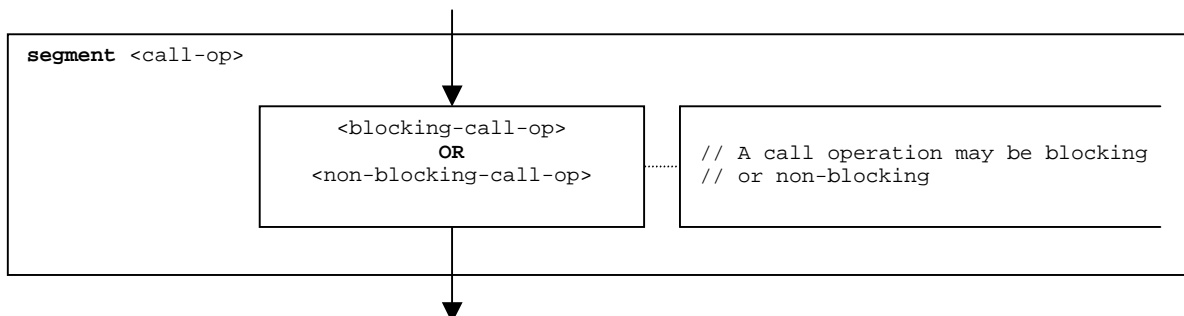 segment <call-op>
<blocking-call-op>
OR
<non-blocking-call-op>
// A call operation may be blocking
// or non-blocking